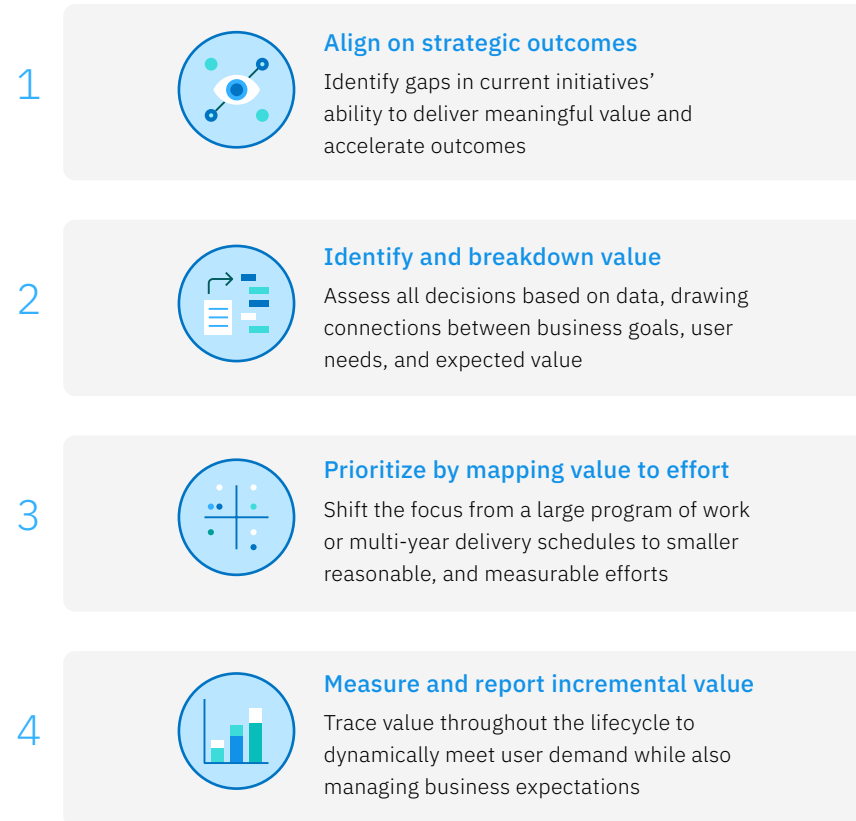 1
Align on strategic outcomes
Identify gaps in current initiatives’
ability to deliver meaningful value and
accelerate outcomes
2
Identify and breakdown value
Assess all decisions based on data, drawing
connections between business goals, user
needs, and expected value
3
Prioritize by mapping value to effort
Shift the focus from a large program of work
or multi-year delivery schedules to smaller
reasonable, and measurable efforts
4
Measure and report incremental value
Trace value throughout the lifecycle to
dynamically meet user demand while also
managing business expectations